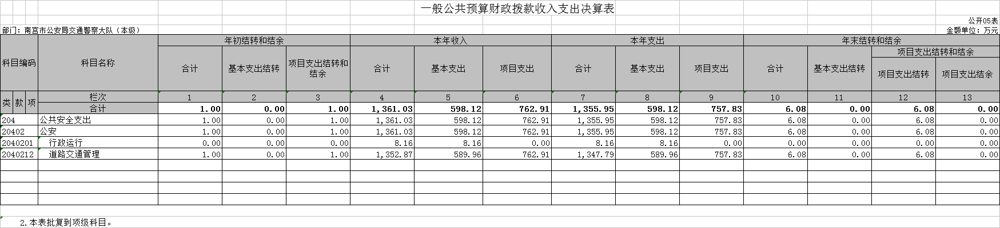 一般公共预算财政拨款收入支出决算表
公开05表
部门：南宫市公安局交通警察大队（本级） 金额单位：万元
科目编码 科目名称 年初结转和结余 本年收入 本年支出 年末结转和结余
合计 基本支出结转 项目支出结转和结余 合计 基本支出 项目支出 合计 基本支出 项目支出 合计 基本支出结转 项目支出结转和结余
项目支出结转 项目支出结余
类 款 项 栏次 1 2 3 4 5 6 7 8 9 10 11 12 13
合计 1.00 0.00 1.00 1,361.03 598.12 762.91 1,355.95 598.12 757.83 6.08 0.00 6.08 0.00
204 公共安全支出 1.00 0.00 1.00 1,361.03 598.12 762.91 1,355.95 598.12 757.83 6.08 0.00 6.08 0.00
20402 公安 1.00 0.00 1.00 1,361.03 598.12 762.91 1,355.95 598.12 757.83 6.08 0.00 6.08 0.00
2040201 行政运行 0.00 0.00 0.00 8.16 8.16 0.00 8.16 8.16 0.00 0.00 0.00 0.00 0.00
2040212 道路交通管理 1.00 0.00 1.00 1,352.87 589.96 762.91 1,347.79 589.96 757.83 6.08 0.00 6.08 0.00
2.本表批复到项级科目。